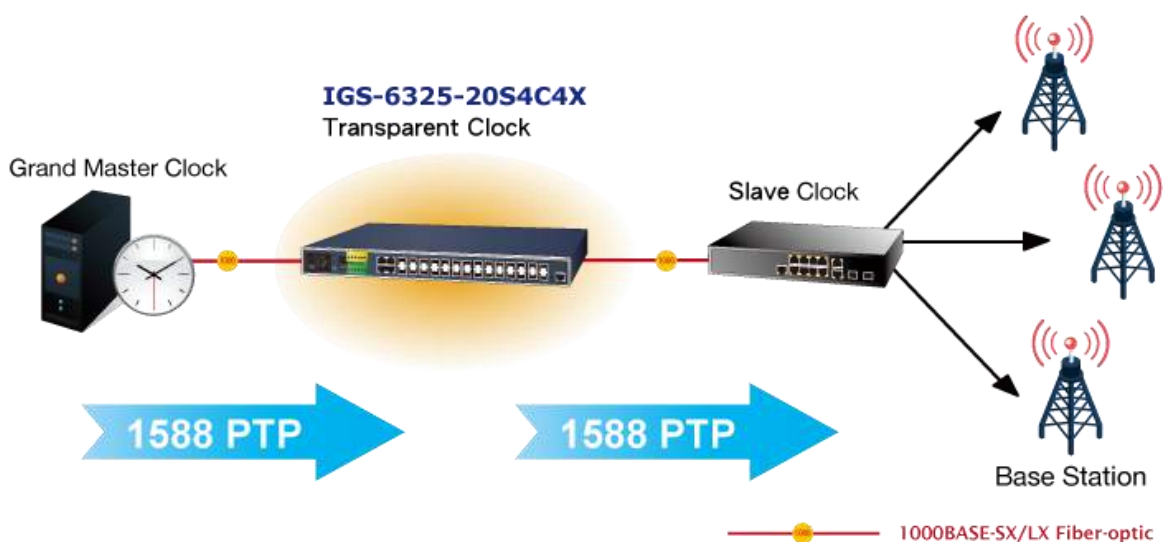 IGS-6325-20S4C4X
Transparent Clock
Grand Master Clock
Slave Clock
1588 PTP
1588 PTP
Base Station
1000BASE-SX/LX Fiber-optic